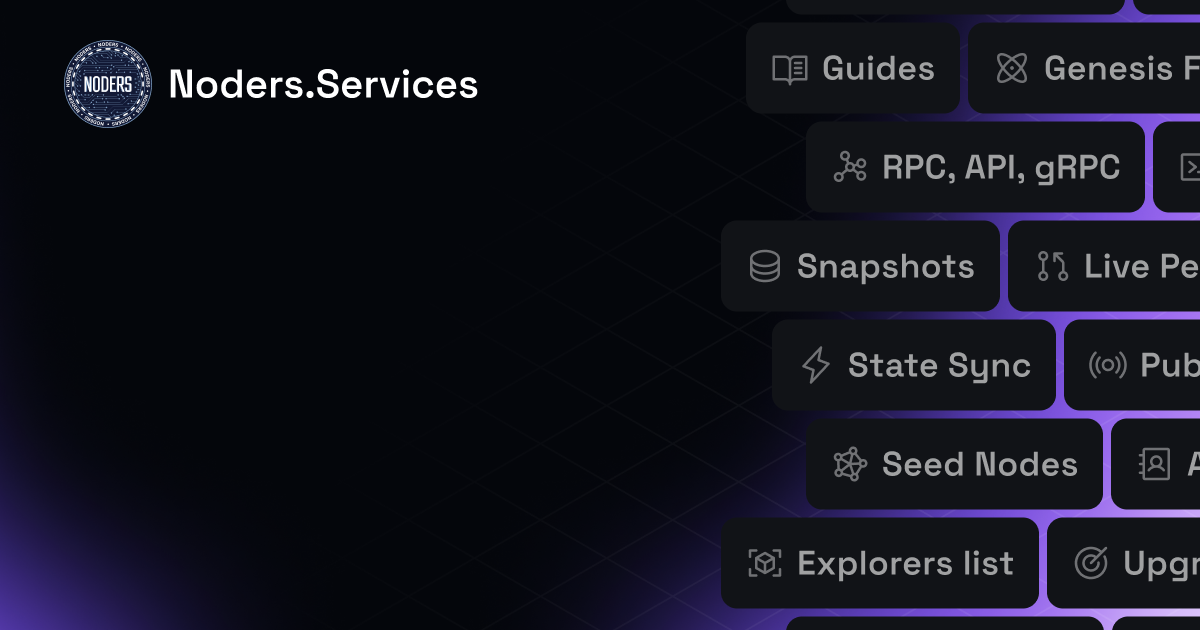 NODERS
Noders.Services
Guides
Genesis F
RPC, API, gRPC
Snapshots
Live Pe
State Sync
Pub
Seed Nodes
A
Explorers list
Upgr